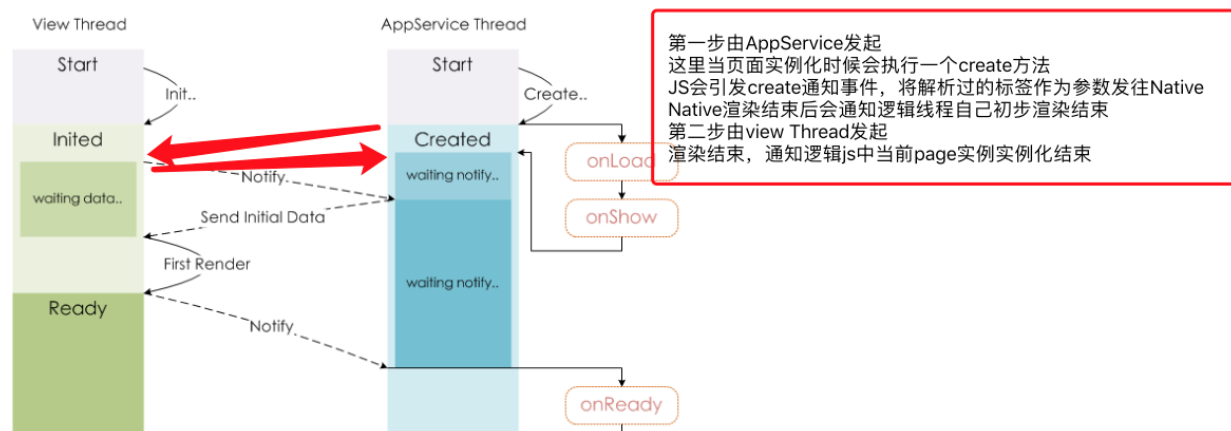 View Thread
AppService Thread
Start
Start
Init..
Create..
Inited
Created
onLoad
waiting notify..
Notify
waiting data..
Send Initial Data
onShow
First Render
waiting notify..
Ready
Notify
onReady
第一步由AppService发起
这里当页面实例化时候会执行一个create方法
JS会引发create通知事件，将解析过的标签作为参数发往Native
Native渲染结束后会通知逻辑线程自己初步渲染结束
第二步由view Thread发起
渲染结束，通知逻辑js中当前page实例实例化结束